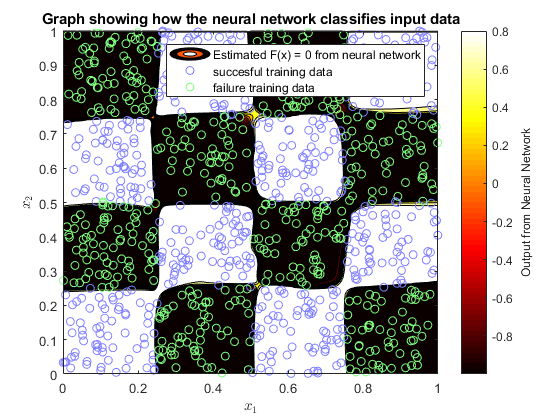 Graph showing how the neural network classifies input data
Estimated F(x) = 0 from neural network
succesful training data
failure training data
1
0.9
0.8
0.7
0.6
0.5
0.4
0.3
0.2
0.1
0
x2
0 0.2 0.4 0.6 0.8 1
x1
0.8
0.6
0.4
0.2
0
-0.2
-0.4
-0.6
-0.8
Output from Neural Network